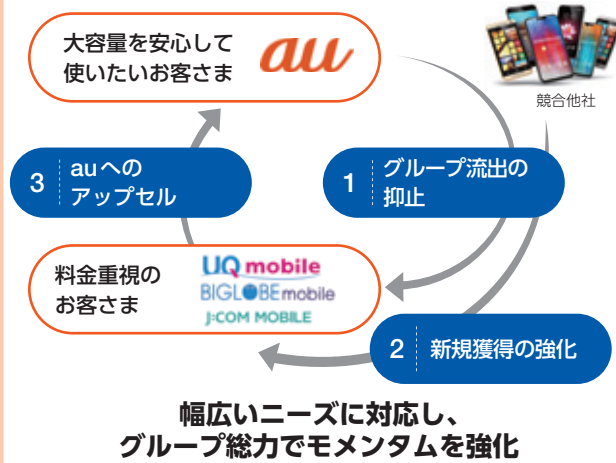 大容量を安心して
使いたいお客さま
au
競合他社
3 auへの
アップセル
1 グループ流出の
抑止
料金重視の
お客さま
UQ mobile
BIGLOBE mobile
J:COM MOBILE
2 新規獲得の強化
幅広いニーズに対応し、
グループ総力でモメンタムを強化